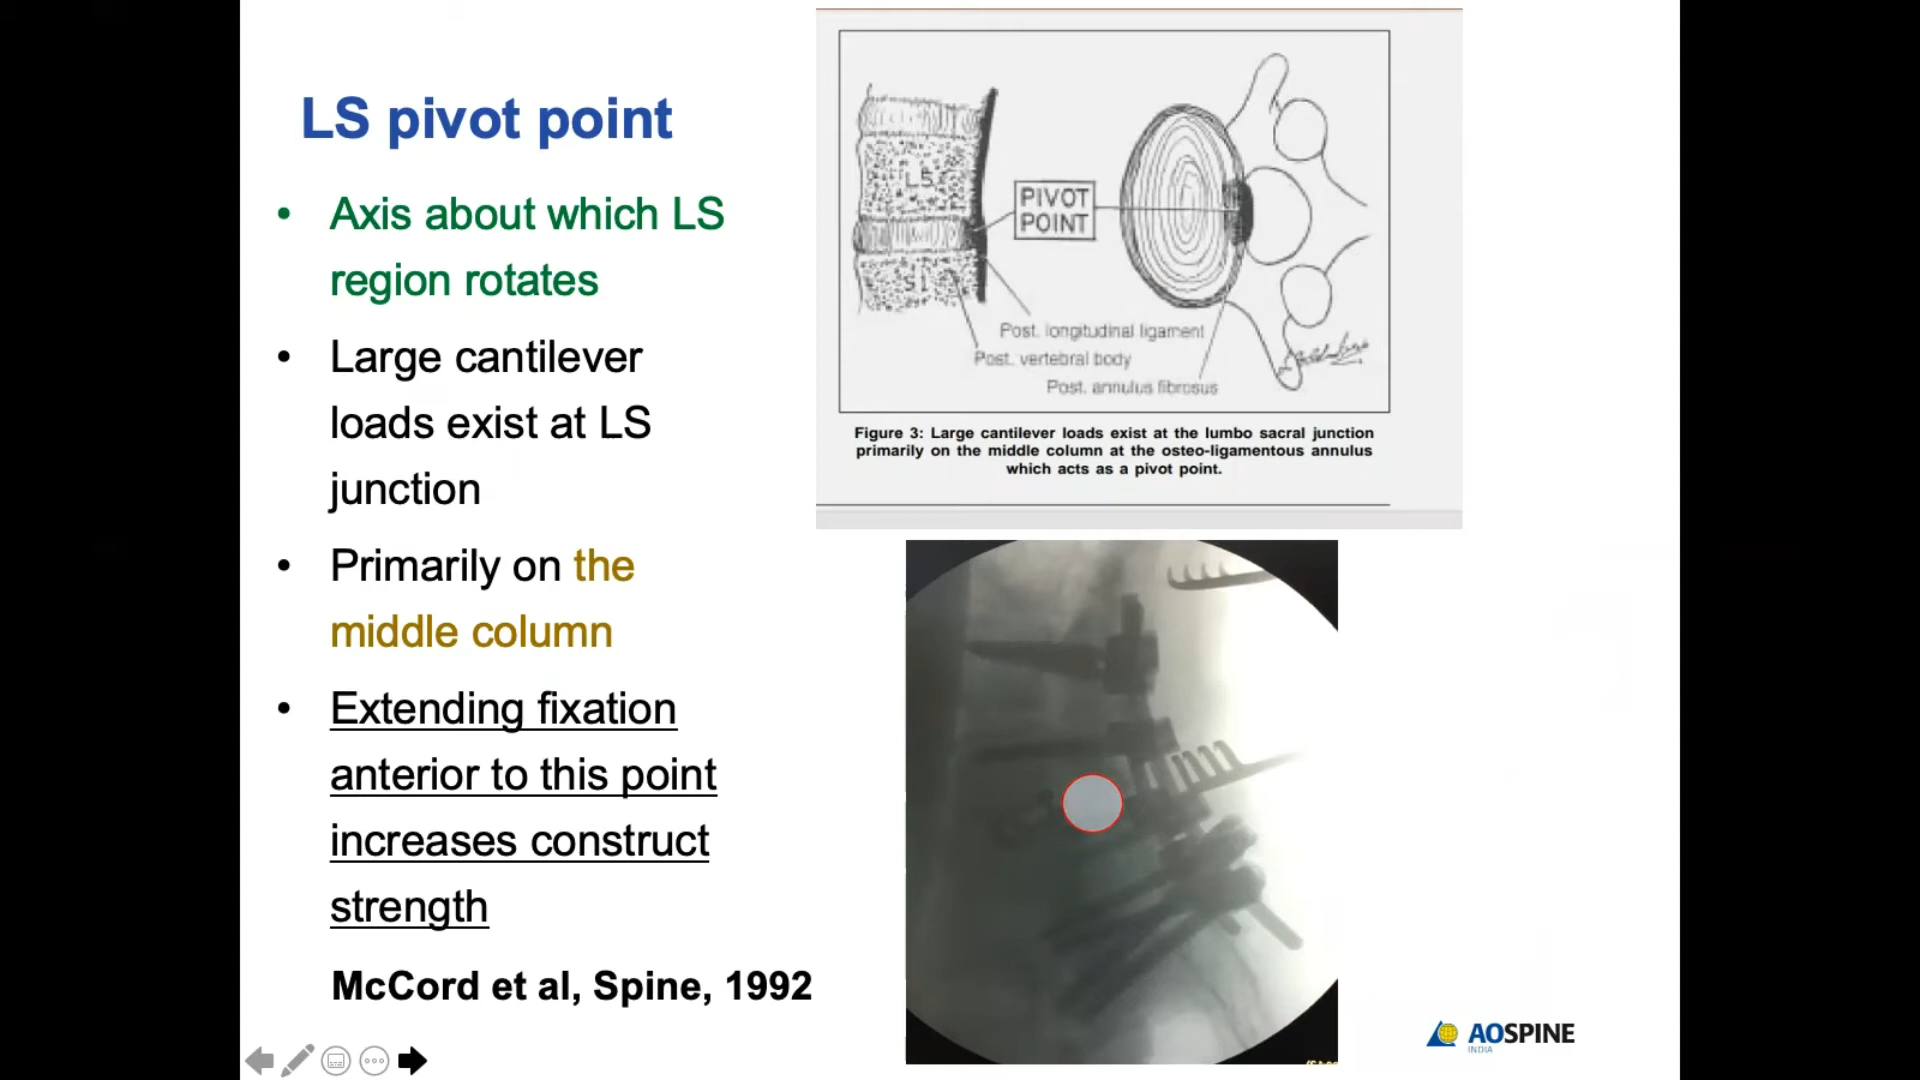 LS pivot point
• Axis about which LS
region rotates
• Large cantilever
loads exist at LS
junction
• Primarily on the
middle column
• Extending fixation
anterior to this point
increases construct
strength
McCord et al, Spine, 1992
L5
S1
PIVOT
POINT
Post. longitudinal ligament
Post. vertebral body
Post. annulus fibrosus
Figure 3: Large cantilever loads exist at the lumbo sacral junction
primarily on the middle column at the osteo-ligamentous annulus
which acts as a pivot point.
AOSPINE
INDIA